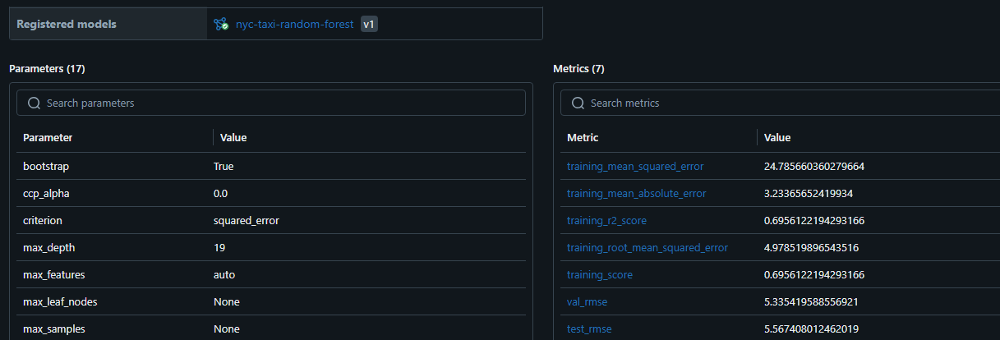 Registered models nyc-taxi-random-forest v1
Parameters (17)
Search parameters
Parameter Value
bootstrap True
ccp_alpha 0.0
criterion squared_error
max_depth 19
max_features auto
max_leaf_nodes None
max_samples None
Metrics (7)
Search metrics
Metric Value
training_mean_squared_error 24.785660360279664
training_mean_absolute_error 3.23365652419934
training_r2_score 0.6956122194293166
training_root_mean_squared_error 4.978519896543516
training_score 0.6956122194293166
val_rmse 5.335419588556921
test_rmse 5.567408012462019